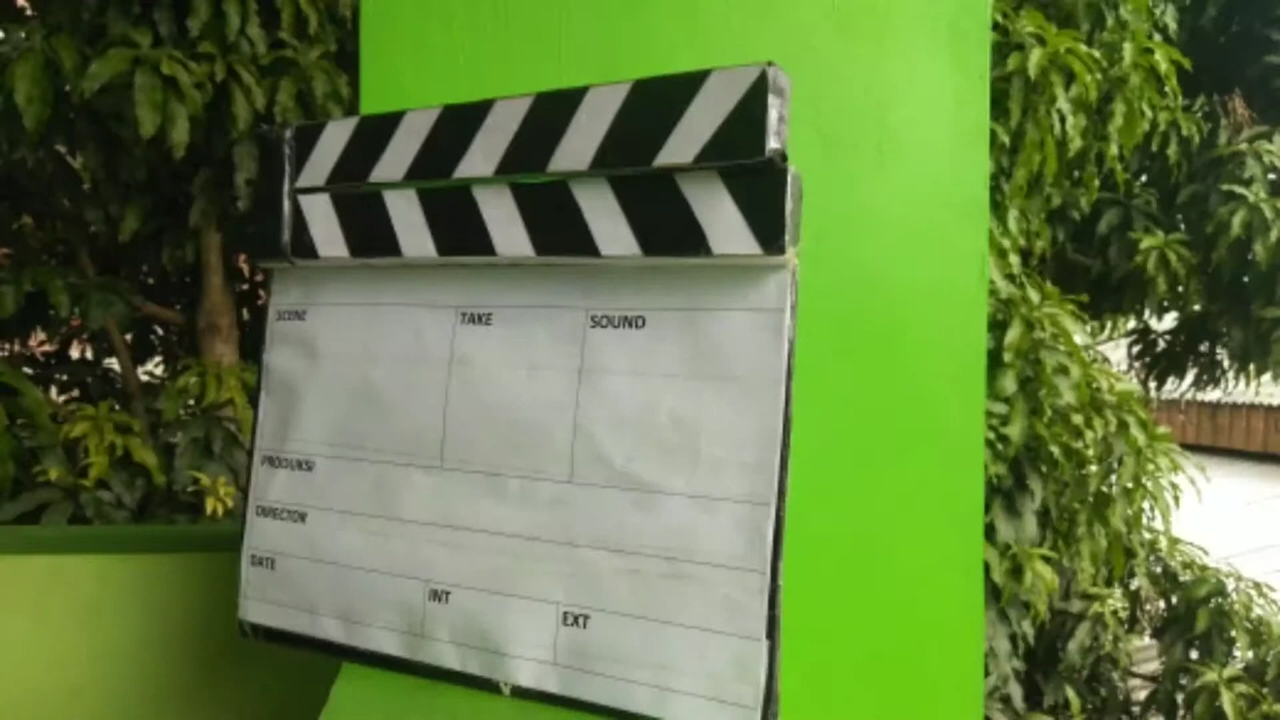 SCENE TAKE SOUND
PRODUKSI
DIRECTOR
DATE INT EXT